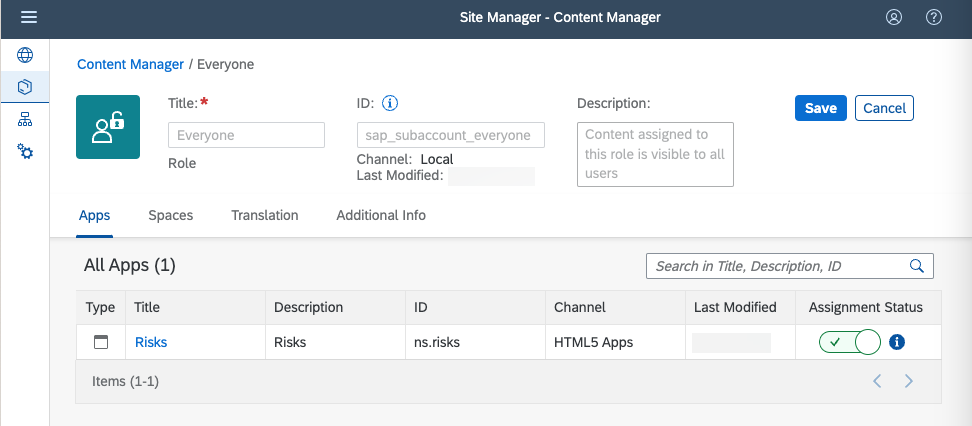 Site Manager - Content Manager
Content Manager / Everyone
Title:*
Everyone
Role
ID:
sap_subaccount_everyone
Channel: Local
Last Modified:
Description:
Content assigned to
this role is visible to all
users
Save
Cancel
Apps Spaces Translation Additional Info
All Apps (1)
Search in Title, Description, ID
Type Title Description ID Channel Last Modified Assignment Status
Risks Risks ns.risks HTML5 Apps
Items (1-1)